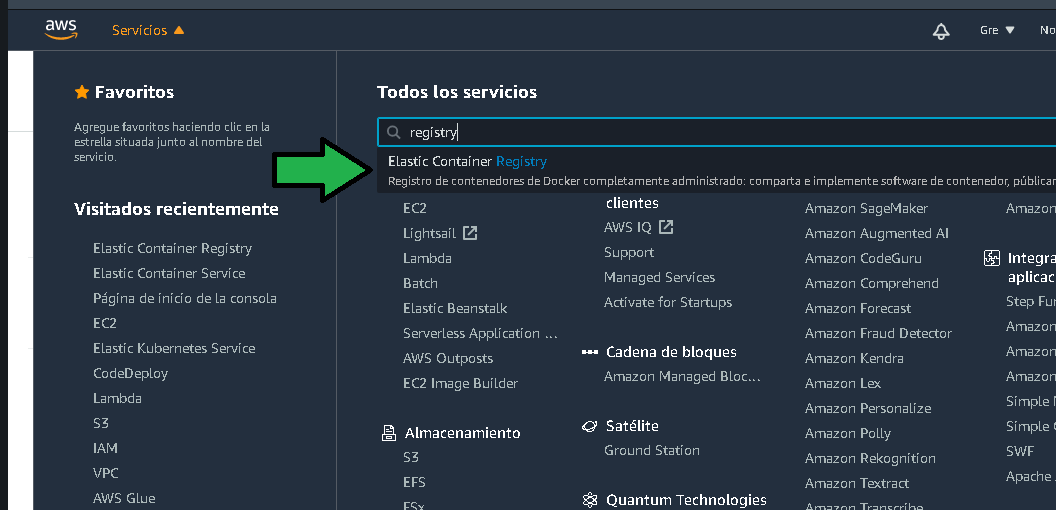 aws
Servicios
Gre
No
Favoritos
Agregue favoritos haciendo clic en la
estrella situada junto al nombre del
servicio.
Visitados recientemente
Elastic Container Registry
Elastic Container Service
Página de inicio de la consola
EC2
Elastic Kubernetes Service
CodeDeploy
Lambda
S3
IAM
VPC
AWS Glue
Todos los servicios
registry
Elastic Container Registry
Registro de contenedores de Docker completamente administrado: comparta e implemente software de contenedor, públicar
EC2
Lightsail
Lambda
Batch
Elastic Beanstalk
Serverless Application ...
AWS Outposts
EC2 Image Builder
Almacenamiento
S3
EFS
FSx
clientes
AWS IQ
Support
Managed Services
Activate for Startups
Cadena de bloques
Amazon Managed Bloc...
Satélite
Ground Station
Quantum Technologies
Amazon SageMaker
Amazon Augmented AI
Amazon CodeGuru
Amazon Comprehend
Amazon Forecast
Amazon Fraud Detector
Amazon Kendra
Amazon Lex
Amazon Personalize
Amazon Polly
Amazon Rekognition
Amazon Textract
Amazon Transcribe
Amazon
Integra
aplicac
Step Fur
Amazon
Amazon
Amazon
Simple
Simple
SWF
Apache